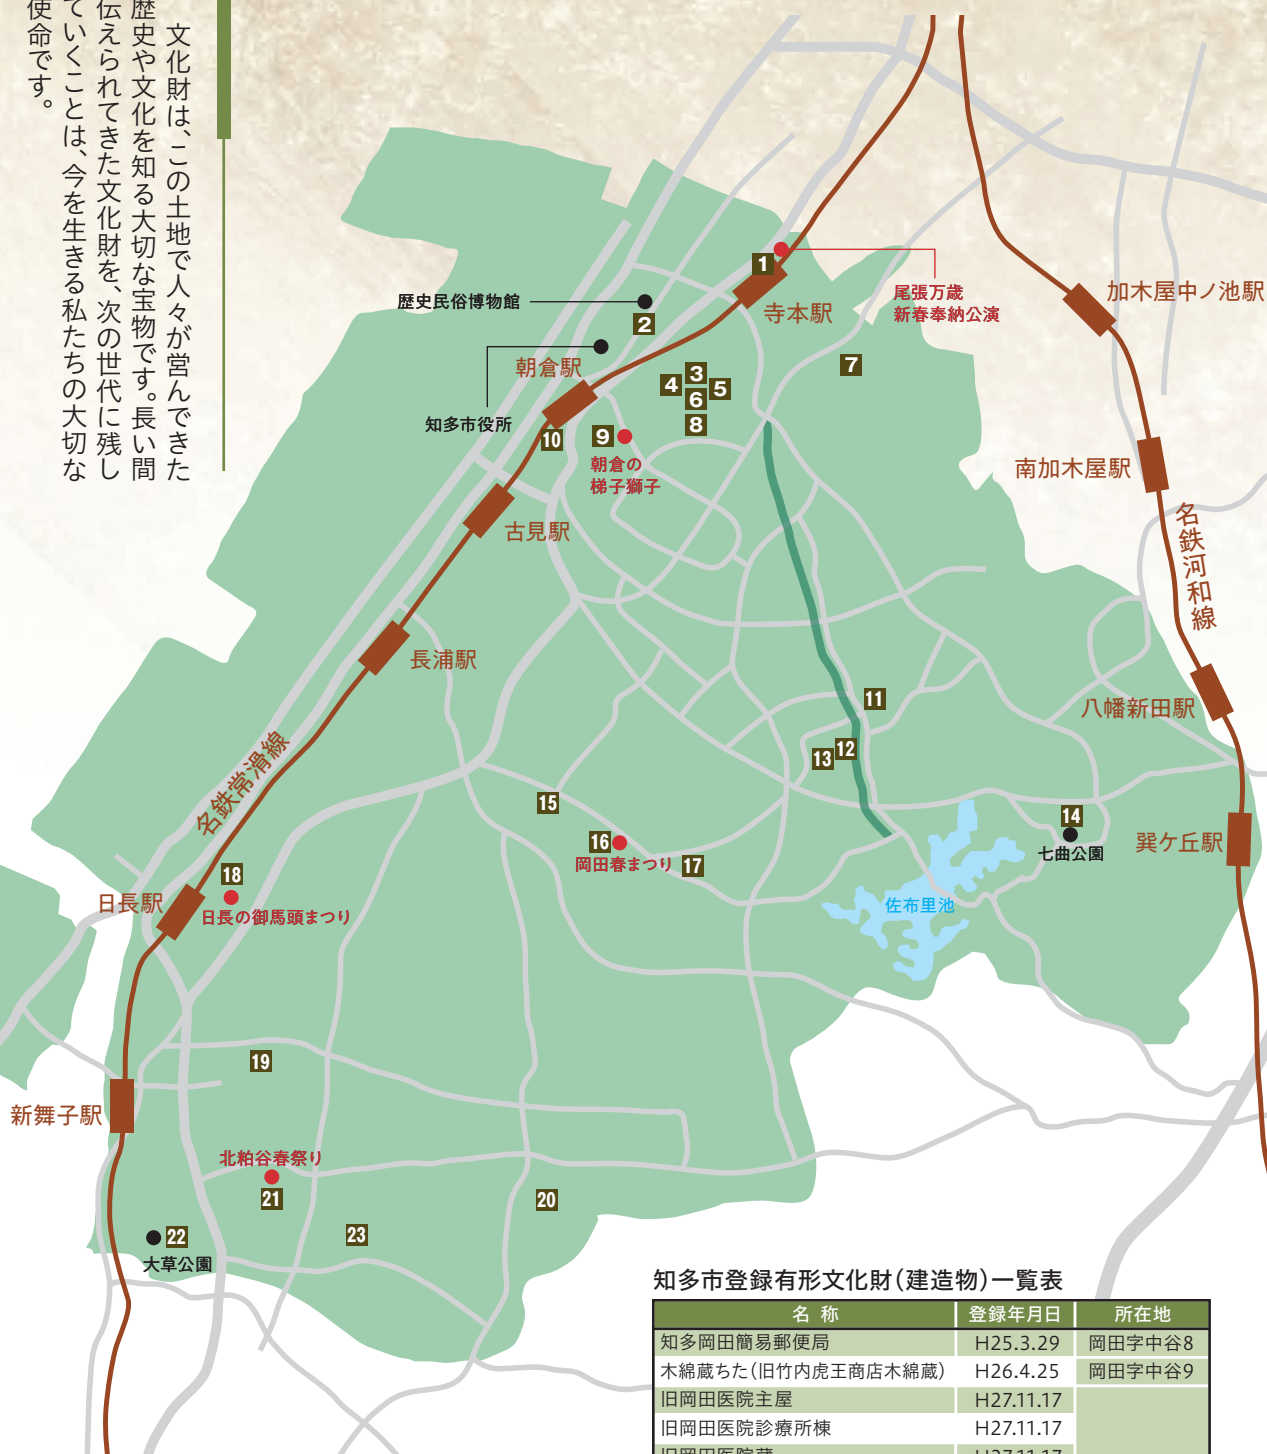 文化財は、この土地で人々が営んできた
歴史や文化を知る大切な宝物です。長い間
伝えられてきた文化財を、次の世代に残し
ていくことは、今を生きる私たちの大切な
使命です。
1
尾張万歳
新春奉納公演
加木屋中ノ池駅
歴史民俗博物館
2
寺本駅
朝倉駅
7
3
4
5
6
8
知多市役所
10
9
朝倉の
梯子獅子
南加木屋駅
古見駅
名鉄河和線
長浦駅
11
八幡新田駅
12
13
名鉄常滑線
15
14
七曲公園
16
岡田春まつり
17
巽ケ丘駅
18
日長駅
日長の御馬頭まつり
佐布里池
19
新舞子駅
北粕谷春祭り
21
20
22
大草公園
23
知多市登録有形文化財(建造物)一覧表
名 称 登録年月日 所在地
知多岡田簡易郵便局 H25.3.29 岡田字中谷8
木綿蔵ちた(旧竹内虎王商店木綿蔵) H26.4.25 岡田字中谷9
旧岡田医院主屋 H27.11.17
旧岡田医院診療所棟 H27.11.17
旧岡田医院蔵 H27.11.17